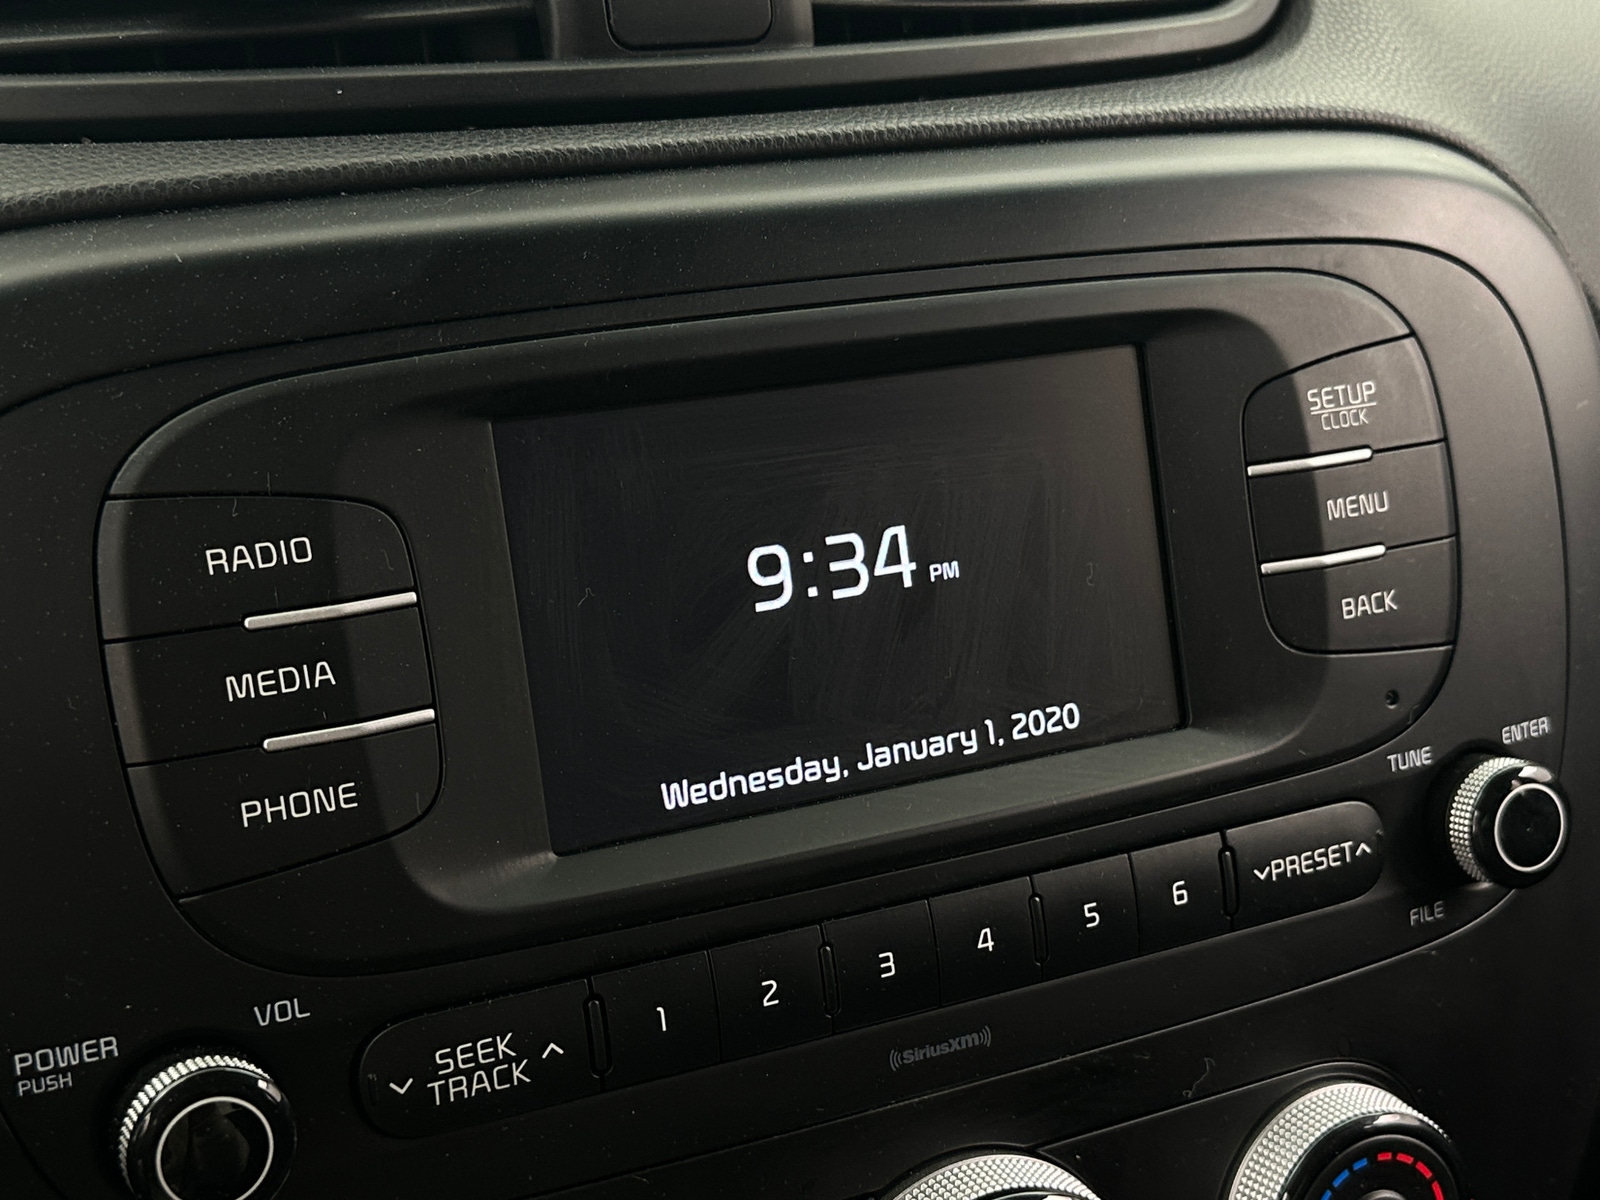 SETUP
CLOCK
RADIO
MENU
9:34 PM
BACK
MEDIA
Wednesday, January 1, 2020
PHONE
TUNE
ENTER
PRESET
FILE
1 2 3 4 5 6
VOL
SEEK
TRACK
POWER
PUSH
SiriusXM